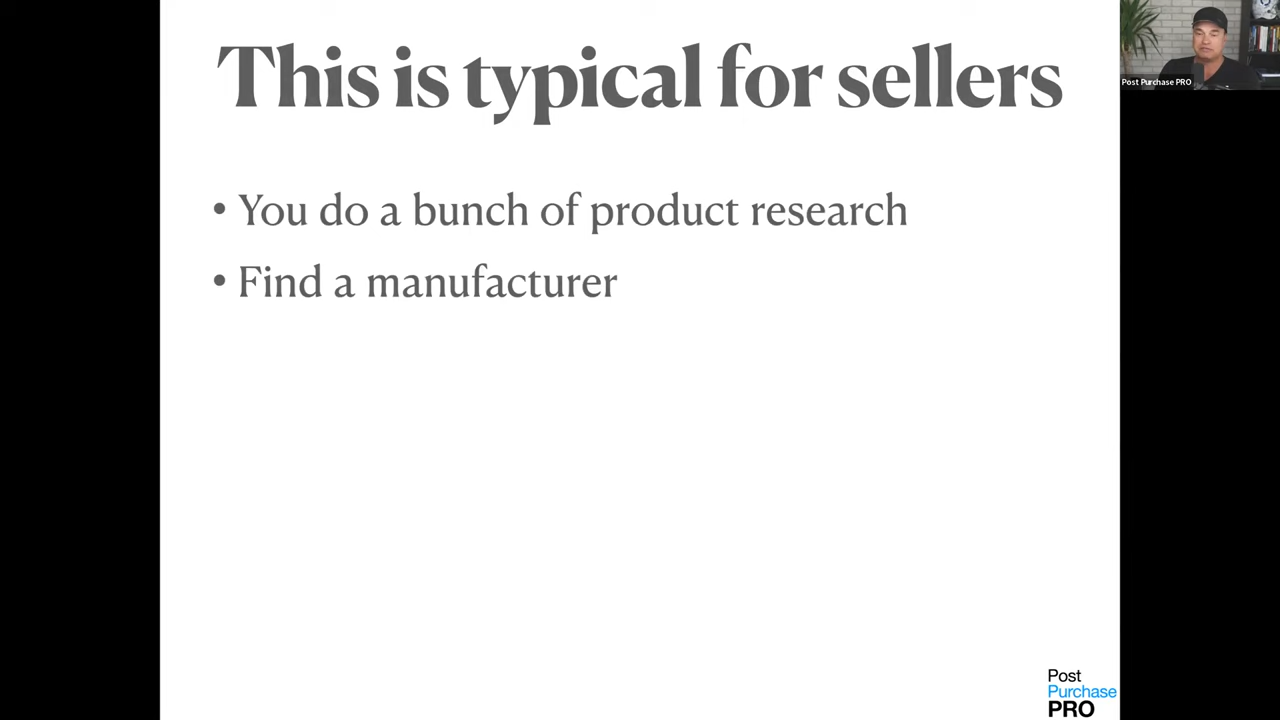 This is typical for sellers
• You do a bunch of product research
• Find a manufacturer
Post Purchase PRO
Post
Purchase
PRO